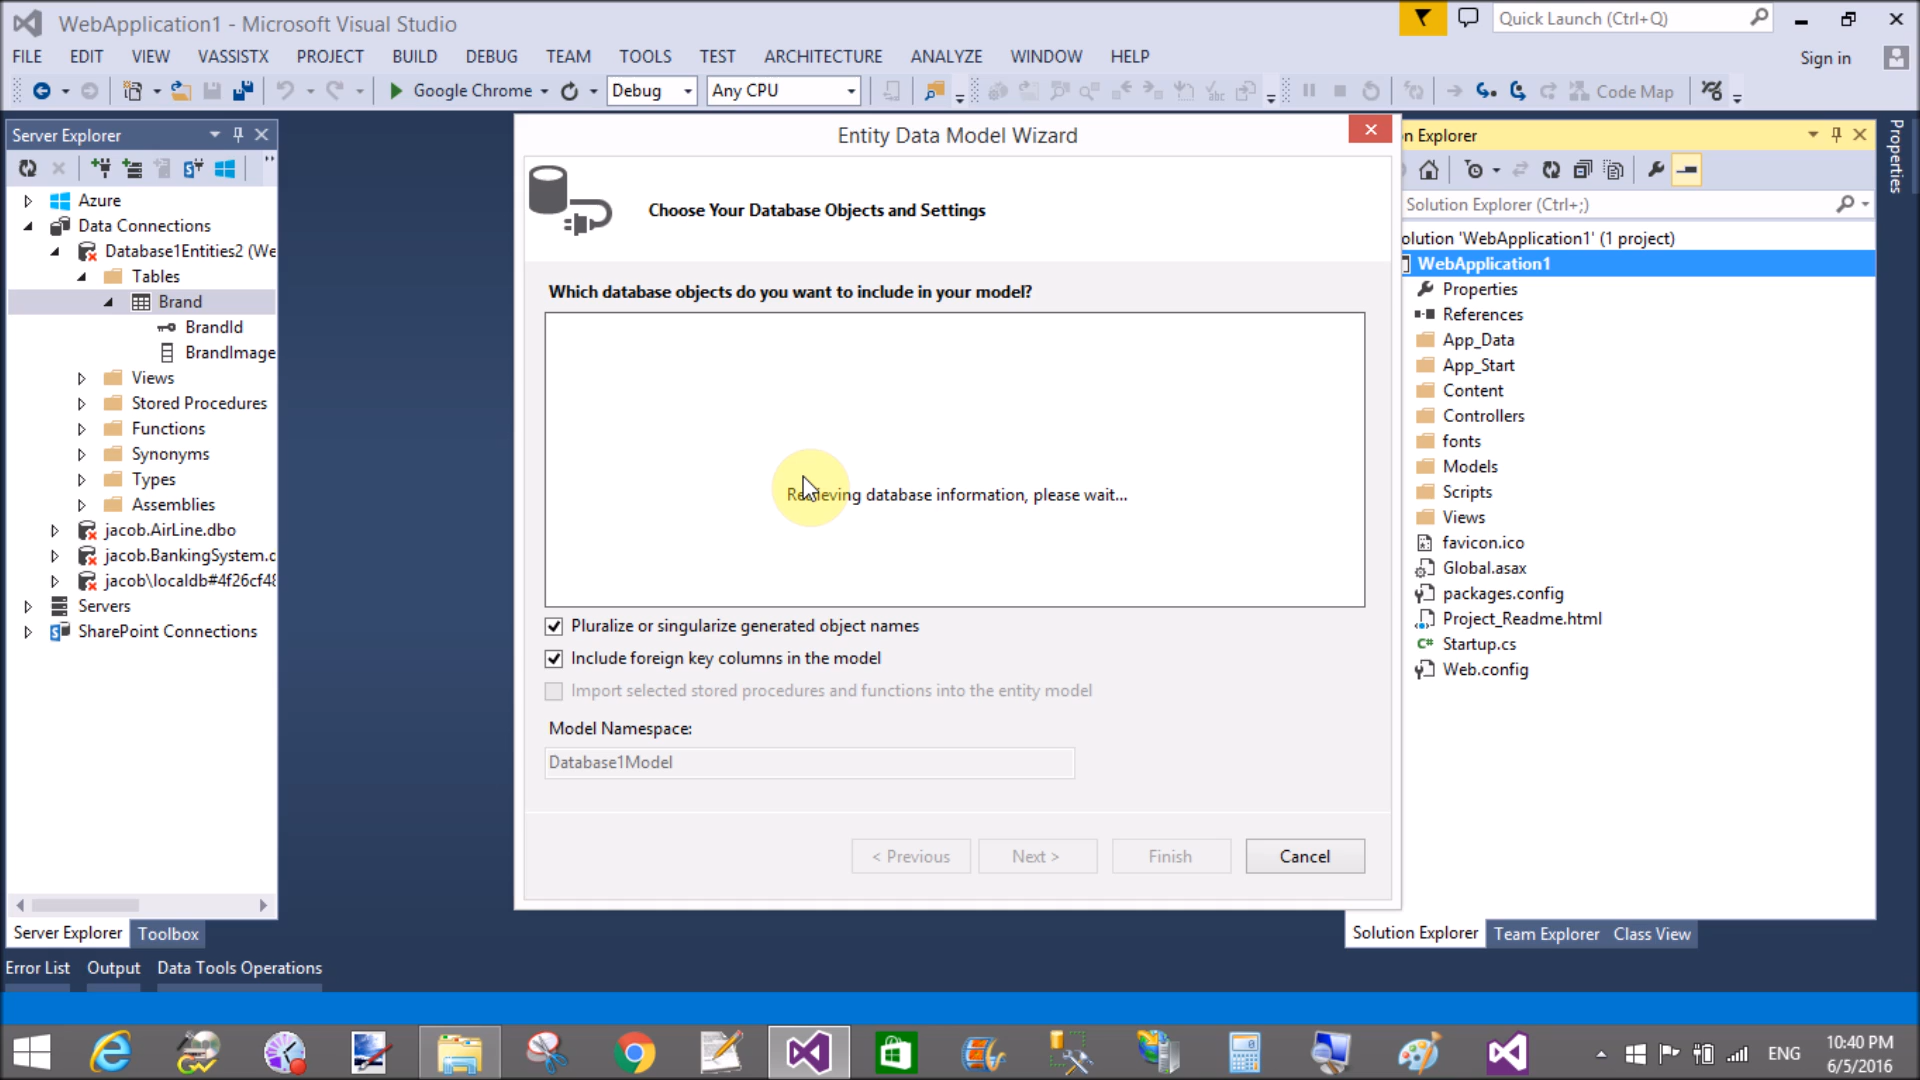 WebApplication1 - Microsoft Visual Studio
Quick Launch (Ctrl+Q)
FILE EDIT VIEW VASSISTX PROJECT BUILD DEBUG TEAM TOOLS TEST ARCHITECTURE ANALYZE WINDOW HELP
Sign in
Google Chrome Debug Any CPU Code Map
Server Explorer
Azure
Data Connections
Database1Entities2 (We
Tables
Brand
BrandId
BrandImage
Views
Stored Procedures
Functions
Synonyms
Types
Assemblies
jacob.AirLine.dbo
jacob.BankingSystem.c
jacob\localdb#4f26cf48
Servers
SharePoint Connections
Server Explorer Toolbox
Entity Data Model Wizard
Choose Your Database Objects and Settings
Which database objects do you want to include in your model?
Retrieving database information, please wait...
Pluralize or singularize generated object names
Include foreign key columns in the model
Import selected stored procedures and functions into the entity model
Model Namespace:
Database1Model
< Previous Next > Finish Cancel
n Explorer
Solution Explorer (Ctrl+;)
olution 'WebApplication1' (1 project)
WebApplication1
Properties
References
App_Data
App_Start
Content
Controllers
fonts
Models
Scripts
Views
favicon.ico
Global.asax
packages.config
Project_Readme.html
Startup.cs
Web.config
Solution Explorer Team Explorer Class View
Properties
Error List Output Data Tools Operations
ENG
10:40 PM
6/5/2016